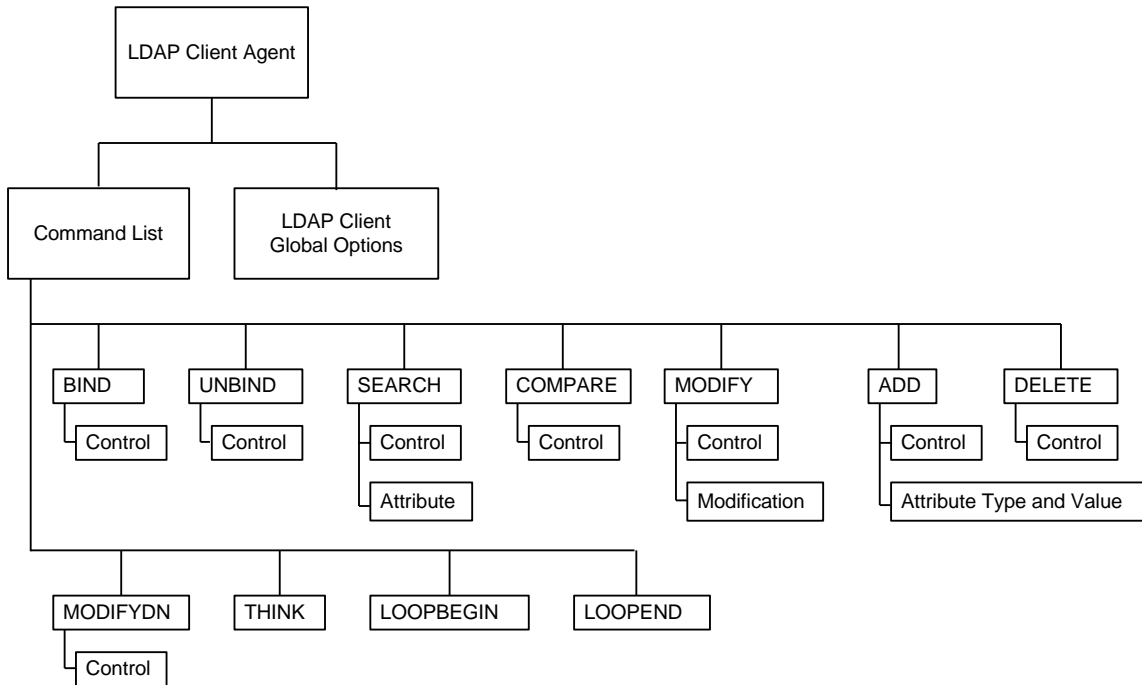 LDAP Client Agent
Command List
LDAP Client
Global Options
BIND
UNBIND
SEARCH
COMPARE
MODIFY
ADD
DELETE
Control
Control
Control
Control
Control
Control
Control
Attribute
Modification
Attribute Type and Value
MODIFYDN
THINK
LOOPBEGIN
LOOPEND
Control